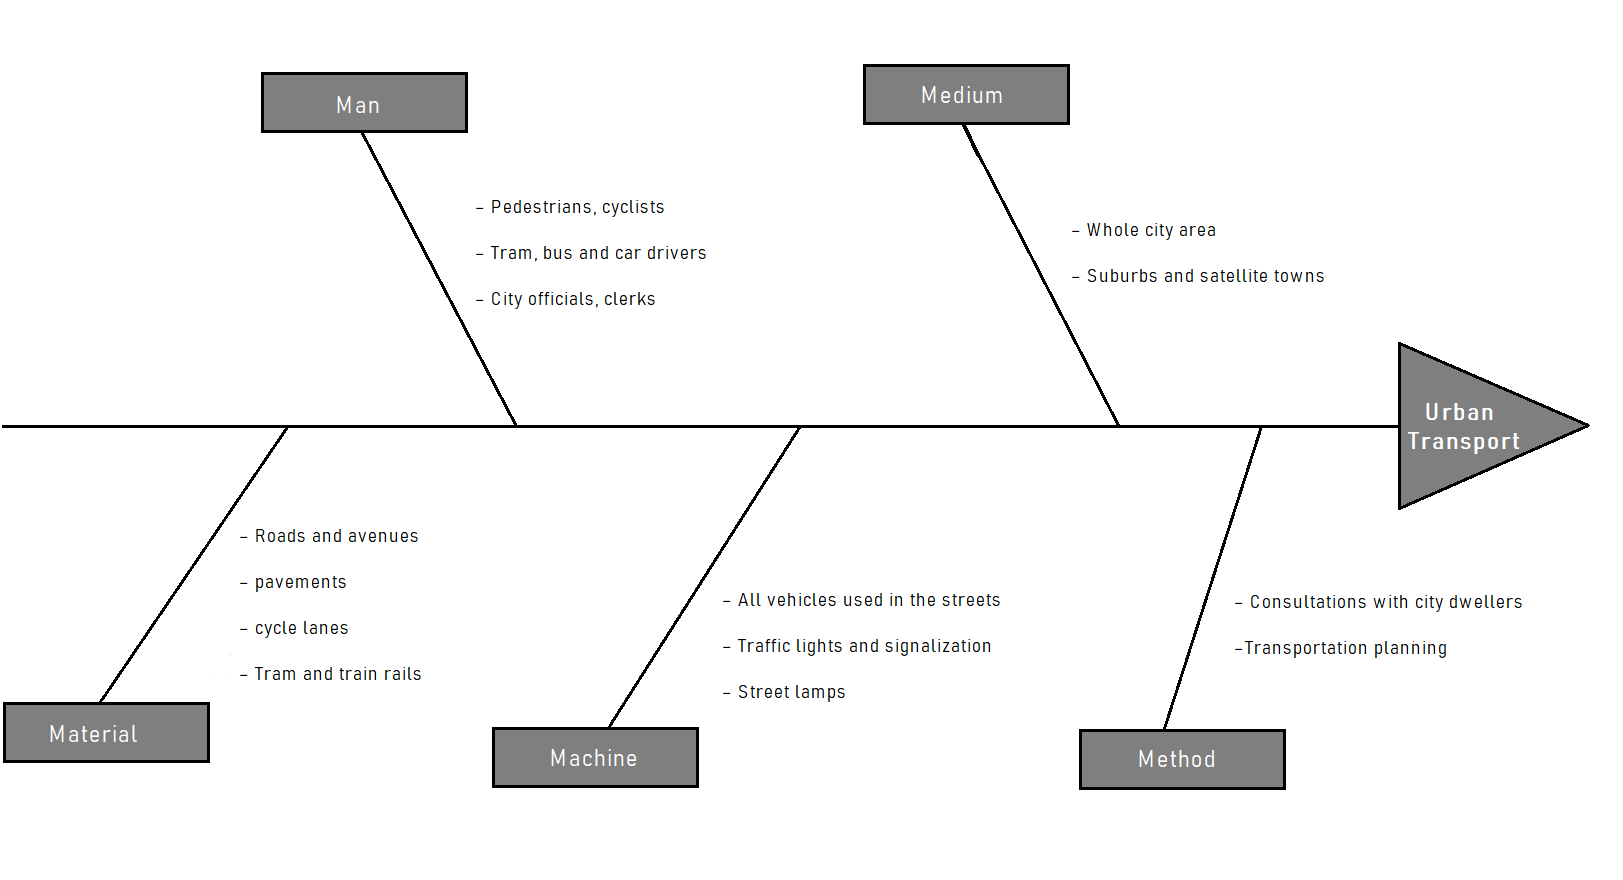 Man
Medium
– Pedestrians, cyclists
– Tram, bus and car drivers
– City officials, clerks
– Whole city area
– Suburbs and satellite towns
Urban
Transport
– Roads and avenues
– pavements
– cycle lanes
– Tram and train rails
– All vehicles used in the streets
– Traffic lights and signalization
– Street lamps
– Consultations with city dwellers
–Transportation planning
Material
Machine
Method